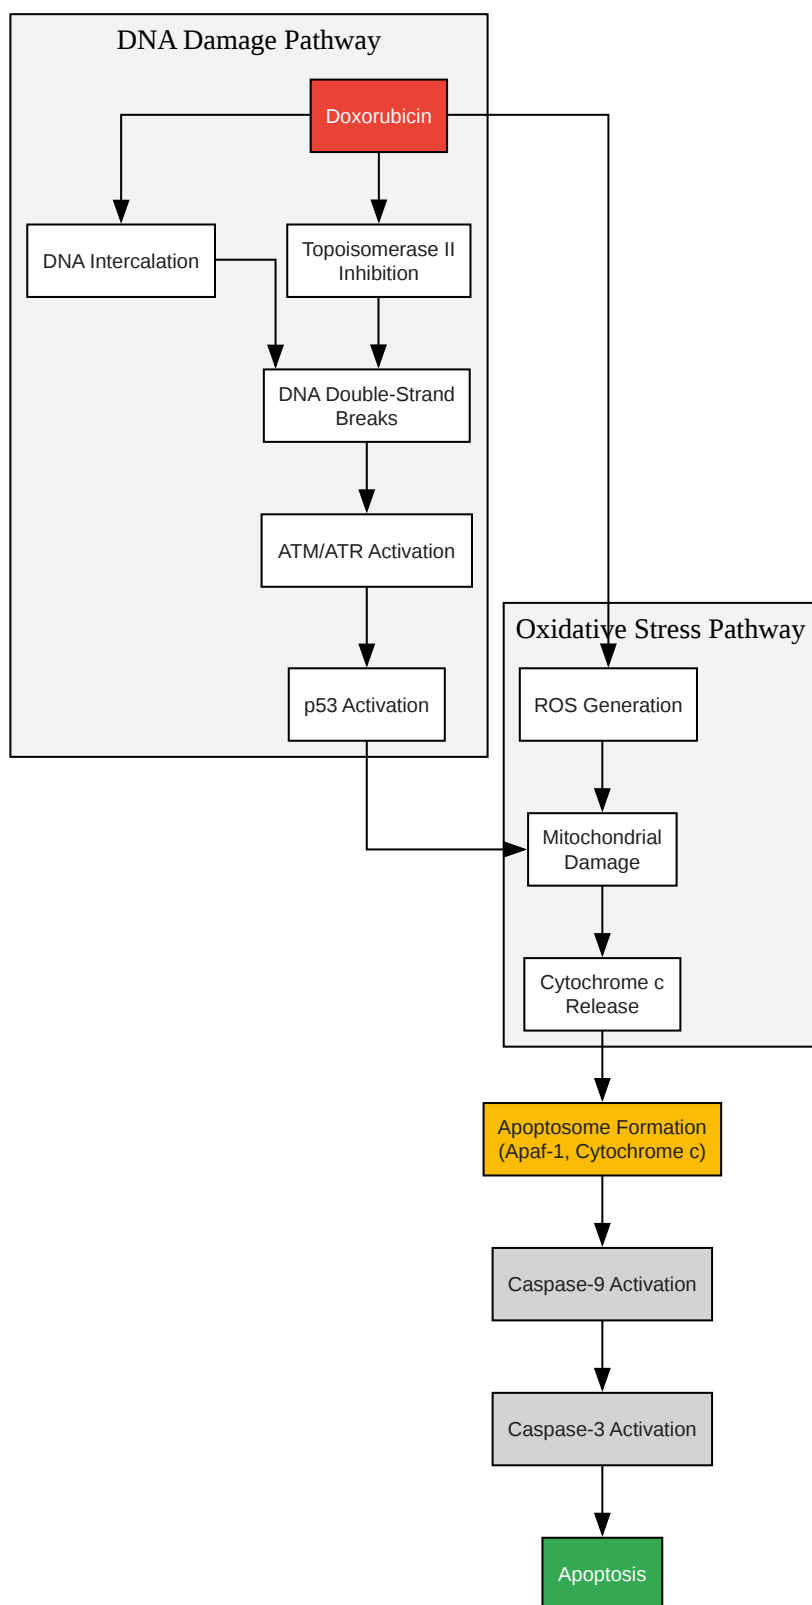 DNA Damage Pathway
Doxorubicin
DNA Intercalation
Topoisomerase II
Inhibition
DNA Double-Strand
Breaks
ATM/ATR Activation
p53 Activation
Oxidative Stress Pathway
ROS Generation
Mitochondrial
Damage
Cytochrome c
Release
Apoptosome Formation
(Apaf-1, Cytochrome c)
Caspase-9 Activation
Caspase-3 Activation
Apoptosis